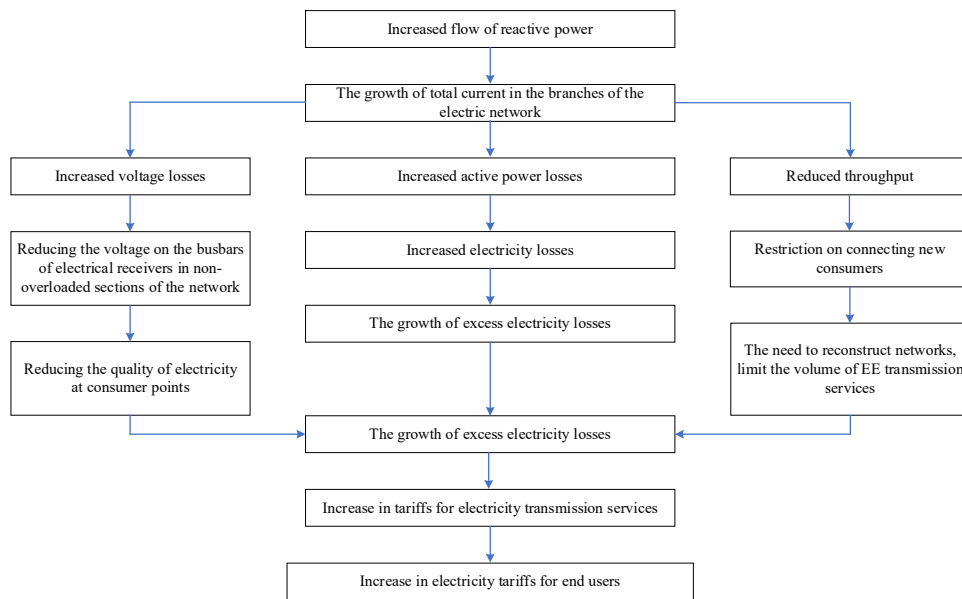 Increased flow of reactive power
The growth of total current in the branches of the
electric network
Increased voltage losses
Increased active power losses
Reduced throughput
Reducing the voltage on the busbars
of electrical receivers in non-
overloaded sections of the network
Increased electricity losses
Restriction on connecting new
consumers
The growth of excess electricity losses
Reducing the quality of electricity
at consumer points
The need to reconstruct networks,
limit the volume of EE transmission
services
The growth of excess electricity losses
Increase in tariffs for electricity transmission services
Increase in electricity tariffs for end users